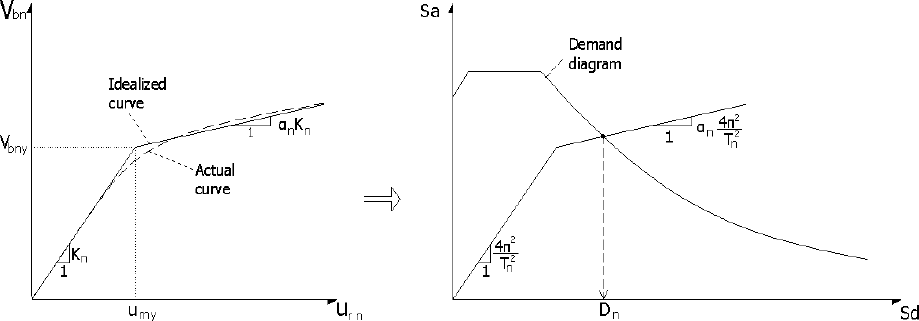 Vbn
Idealized
curve
Vbny
Actual
curve
1
αnKn
1
Kn
umy
urn
Sa
Demand
diagram
1
αn 4π²/Tn²
1
4π²/Tn²
Dn
Sd